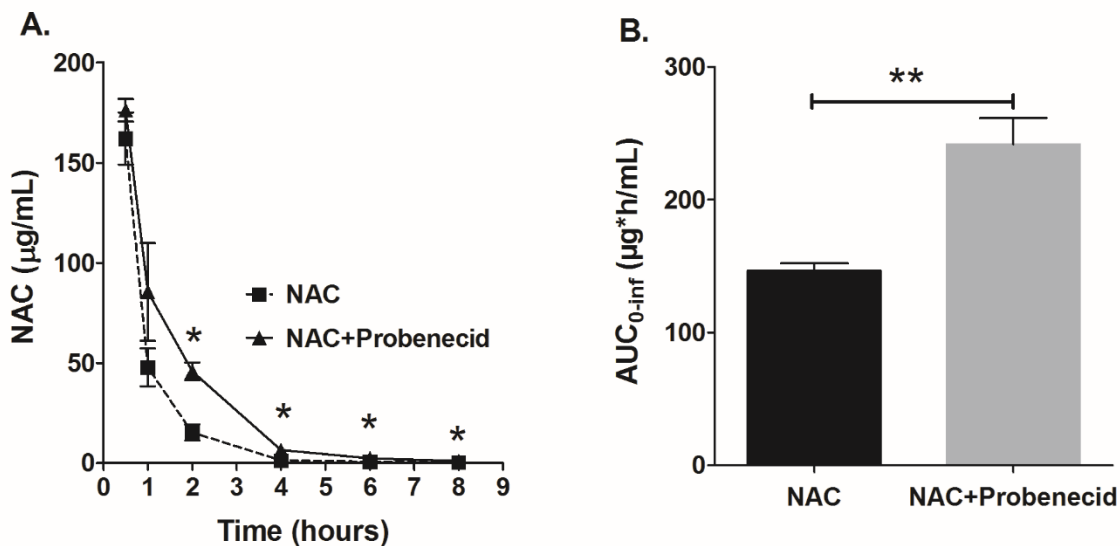 A.
NAC (µg/mL)
200
150
100
50
0
NAC
NAC+Probenecid
*
*
*
*
0 1 2 3 4 5 6 7 8 9
Time (hours)
B.
AUC0-inf (µg*h/mL)
300
200
100
0
**
NAC
NAC+Probenecid